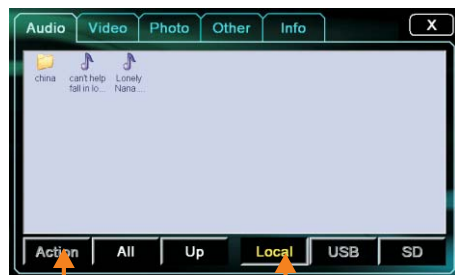 Audio Video Photo Other Info X
china can't help Lonely
fall in lo... Nana....
Action All Up Local USB SD